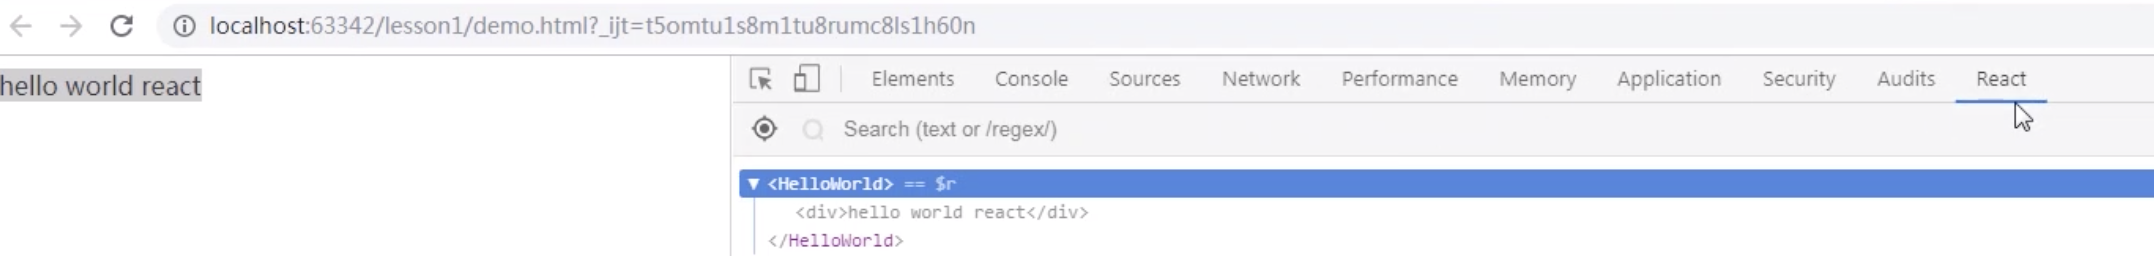 localhost:63342/lesson1/demo.html?_ijt=t5omtu1s8m1tu8rumc8ls1h60n
hello world react
Elements Console Sources Network Performance Memory Application Security Audits React
Search (text or /regex/)
▼ <HelloWorld> == $r
<div>hello world react</div>
</HelloWorld>